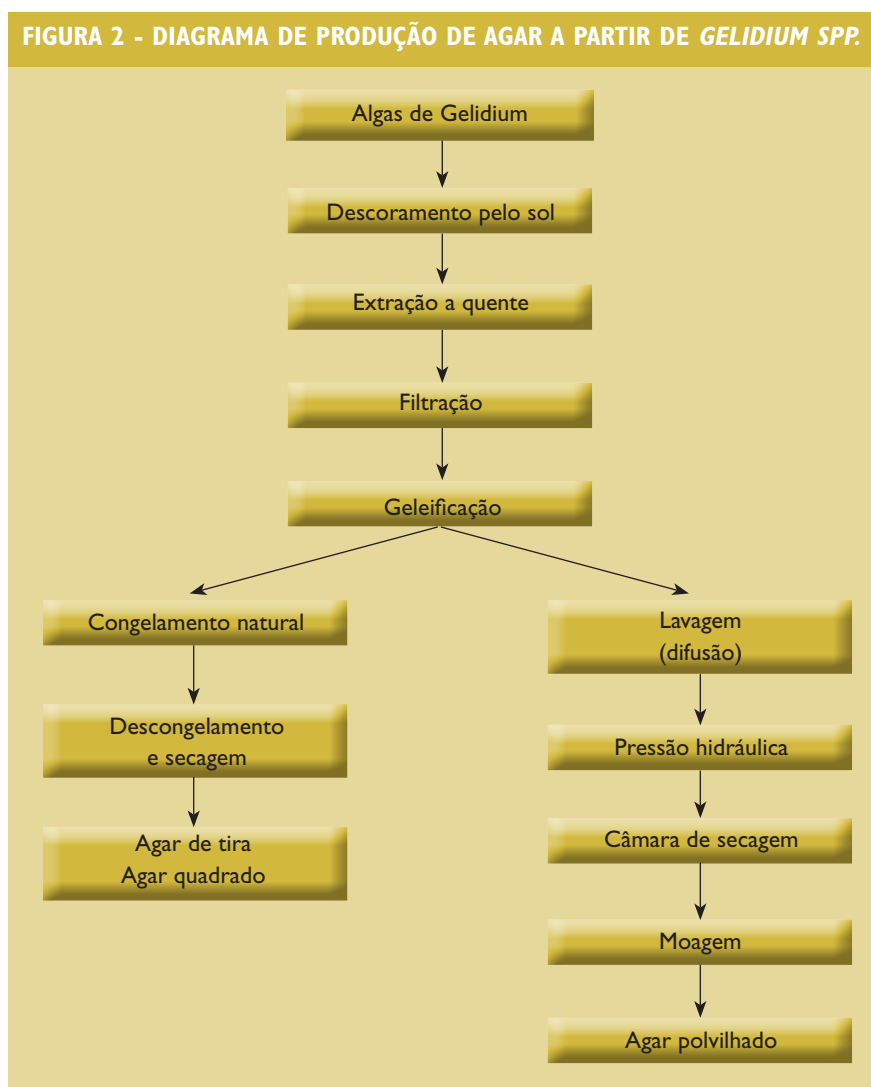 FIGURA 2 - DIAGRAMA DE PRODUÇÃO DE AGAR A PARTIR DE GELIDIUM SPP.
Algas de Gelidium
Descoramento pelo sol
Extração a quente
Filtração
Geleificação
Congelamento natural
Descongelamento
e secagem
Agar de tira
Agar quadrado
Lavagem
(difusão)
Pressão hidráulica
Câmara de secagem
Moagem
Agar polvilhado